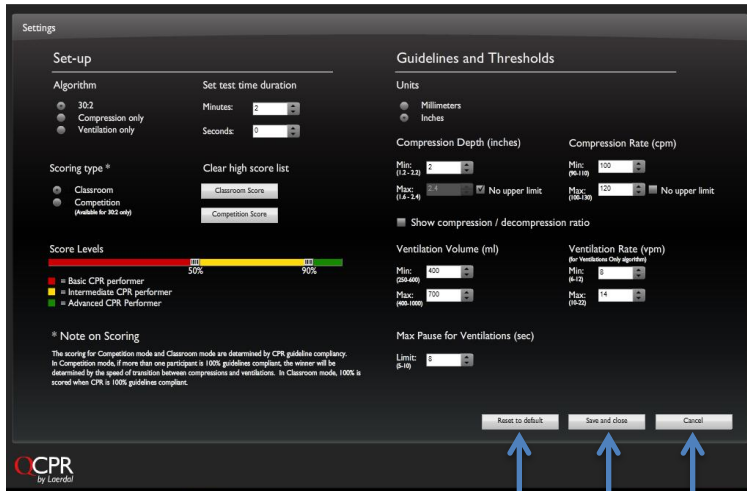 Settings
Set-up
Algorithm
30:2
Compression only
Ventilation only
Set test time duration
Minutes: 2
Seconds: 0
Scoring type *
Classroom
Competition
(Available for 30:2 only)
Clear high score list
Classroom Score
Competition Score
Score Levels
50% 90%
= Basic CPR performer
= Intermediate CPR performer
= Advanced CPR Performer
* Note on Scoring
The scoring for Competition mode and Classroom mode are determined by CPR guideline compliancy.
In Competition mode, if more than one participant is 100% guidelines compliant, the winner will be
determined by the speed of transition between compressions and ventilations. In Classroom mode, 100% is
scored when CPR is 100% guidelines compliant.
Guidelines and Thresholds
Units
Millimeters
Inches
Compression Depth (inches)
Min: 2
(1.2 - 2.2)
Max: 2.4 No upper limit
(1.6 - 2.4)
Compression Rate (cpm)
Min: 100
(90-110)
Max: 120 No upper limit
(100-130)
Show compression / decompression ratio
Ventilation Volume (ml)
Min: 400
(250-600)
Max: 700
(400-1000)
Ventilation Rate (vpm)
(for Ventilations Only algorithm)
Min: 8
(6-12)
Max: 14
(10-22)
Max Pause for Ventilations (sec)
Limit: 8
(5-10)
Reset to default
Save and close
Cancel
QCPR
by Laerdal